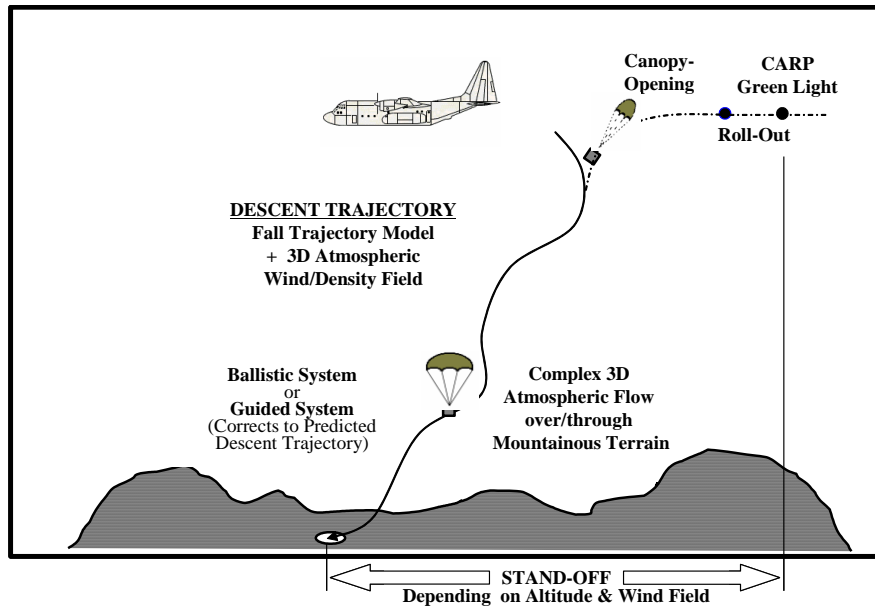 Canopy-
Opening
CARP
Green Light
Roll-Out
DESCENT TRAJECTORY
Fall Trajectory Model
+ 3D Atmospheric
Wind/Density Field
Ballistic System
or
Guided System
(Corrects to Predicted
Descent Trajectory)
Complex 3D
Atmospheric Flow
over/through
Mountainous Terrain
STAND-OFF
Depending on Altitude & Wind Field